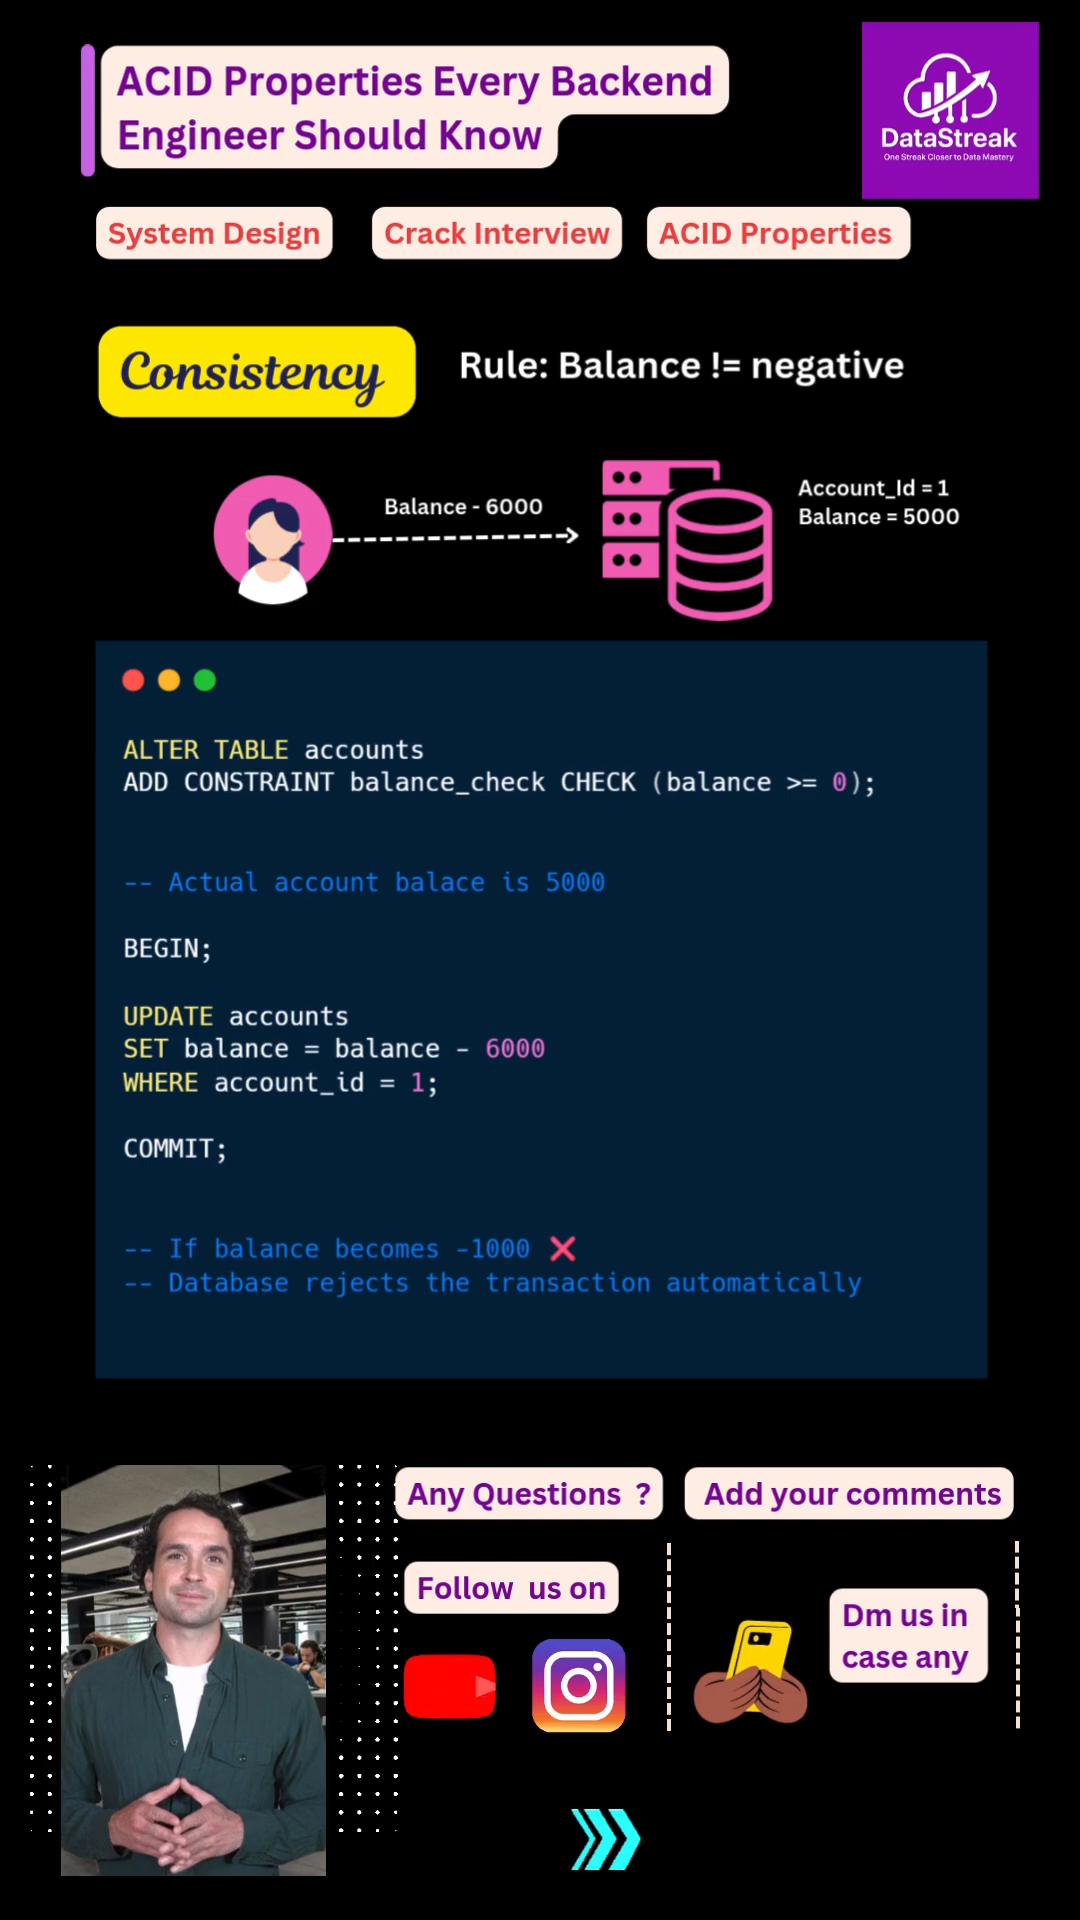 ACID Properties Every Backend
Engineer Should Know
DataStreak
One Streak Closer to Data Mastery
System Design
Crack Interview
ACID Properties
Consistency
Rule: Balance != negative
Balance - 6000
Account_Id = 1
Balance = 5000
ALTER TABLE accounts
ADD CONSTRAINT balance_check CHECK (balance >= 0);
-- Actual account balace is 5000
BEGIN;
UPDATE accounts
SET balance = balance - 6000
WHERE account_id = 1;
COMMIT;
-- If balance becomes -1000 ❌
-- Database rejects the transaction automatically
Any Questions ?
Add your comments
Follow us on
Dm us in
case any